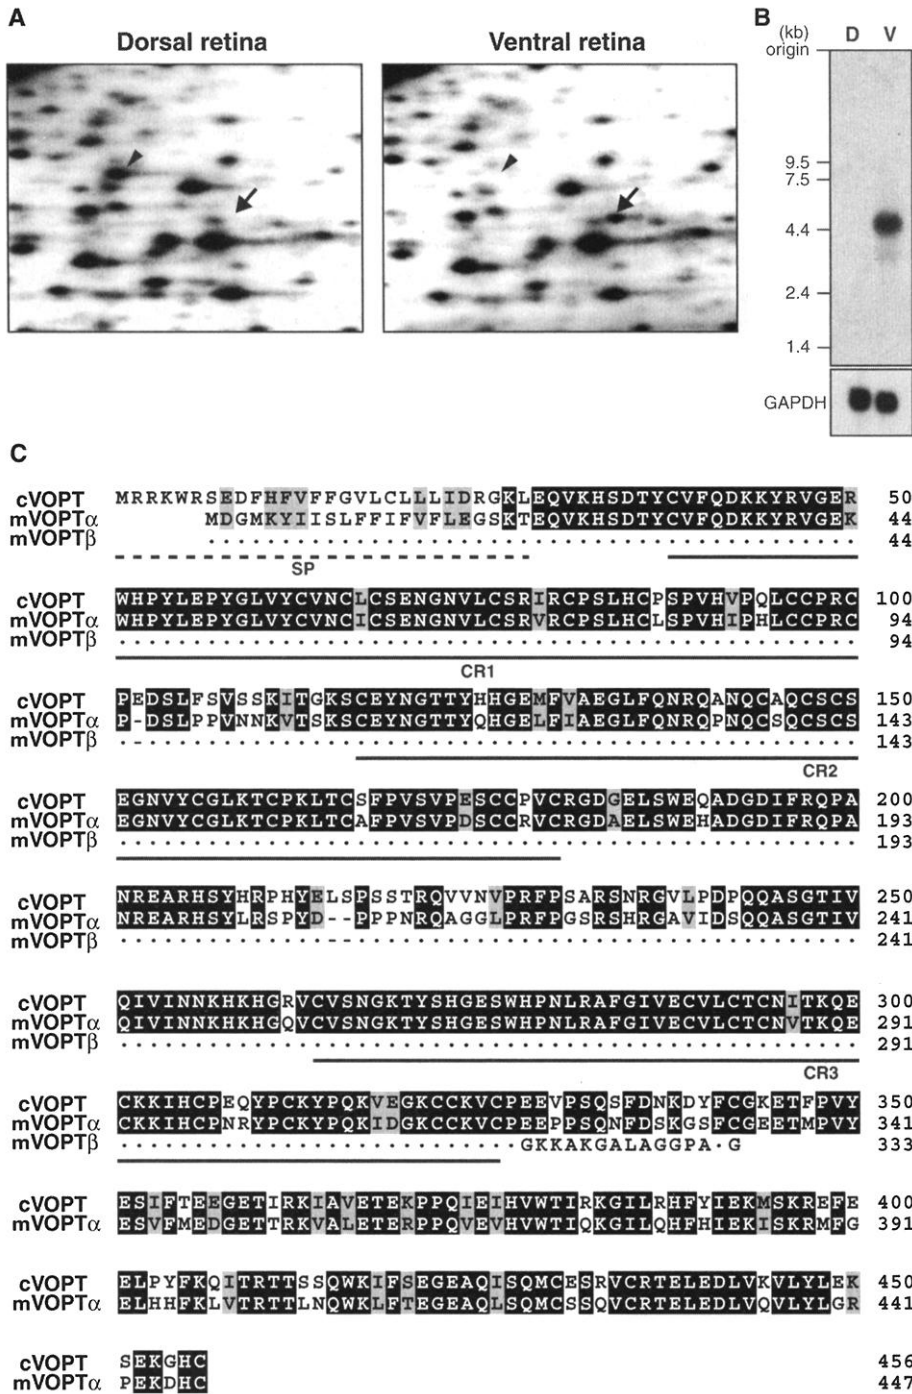 A
Dorsal retina
Ventral retina
B
(kb)
D V
origin
9.5
7.5
4.4
2.4
1.4
GAPDH
C
cVOPT MRRKWRSEDFHFVFFGVLCLLLIDRGKLEQVKHSDTYCVFQDKKYRVGER 50
mVOPTα MDGMKYIISLFFIFVFLEGSKTEQVKHSDTYCVFQDKKYRVGEK 44
mVOPTβ ............................................ 44
SP
cVOPT WHPYLEPYGLVYCVNCLCSENGNVLCSRIRCPSLHCPSPVHVPQLCCPRC 100
mVOPTα WHPYLEPYGLVYCVNCICSENGNVLCSRVRCPSLHCLSPVHIPHLCCPRC 94
mVOPTβ .................................................. 94
CR1
cVOPT PEDSLFSVSSKITGKSCEYNGTTYHHGEMFVAEGLFQNRQANQCAQCSCS 150
mVOPTα P-DSLPPVNNKVTSKSCEYNGTTYQHGELFIAEGLFQNRQPNQCSQCSCS 143
mVOPTβ .-................................................ 143
CR2
cVOPT EGNVYCGLKTCPKLTCSFPVSVPESCCPVCRGDGELSWEQADGDIFRQPA 200
mVOPTα EGNVYCGLKTCPKLTCAFPVSVPDSCCRVCRGDAELSWEHADGDIFRQPA 193
mVOPTβ .................................................. 193
cVOPT NREARHSYHRPHYELSPSSTRQVVNVPRFPSARSNRGVLPDPQQASGTIV 250
mVOPTα NREARHSYLRSPYD--PPPNRQAGGLPRFPGSRSHRGAVIDSQQASGTIV 241
mVOPTβ ..............--.................................. 241
cVOPT QIVINNKHKHGRVCVSNGKTYSHGESWHPNLRAFGIVECVLCTCNITKQE 300
mVOPTα QIVINNKHKHGQVCVSNGKTYSHGESWHPNLRAFGIVECVLCTCNVTKQE 291
mVOPTβ .................................................. 291
CR3
cVOPT CKKIHCPEQYPCKYPQKVEGKCCKVCPEEVPSQSFDNKDYFCGKETFPVY 350
mVOPTα CKKIHCPNRYPCKYPQKIDGKCCKVCPEEPPSQNFDSKGSFCGEETMPVY 341
mVOPTβ ...........................GKKAKGALAGGPA.G 333
cVOPT ESIFTEEGETIRKIAVETEKPPQIEIHVWTIRKGILRHFYIEKMSKREFE 400
mVOPTα ESVFMEDGETTRKVALETERPPQVEVHVWTIQKGILQHFHIEKISKRMFG 391
cVOPT ELPYFKQITRTTSSQWKIFSEGEAQISQMCESRVCRTELEDLVKVLYLEK 450
mVOPTα ELHHFKLVTRTTLNQWKLFTEGEAQLSQMCSSQVCRTELEDLVQVLYLGR 441
cVOPT SEKGHC 456
mVOPTα PEKDHC 447